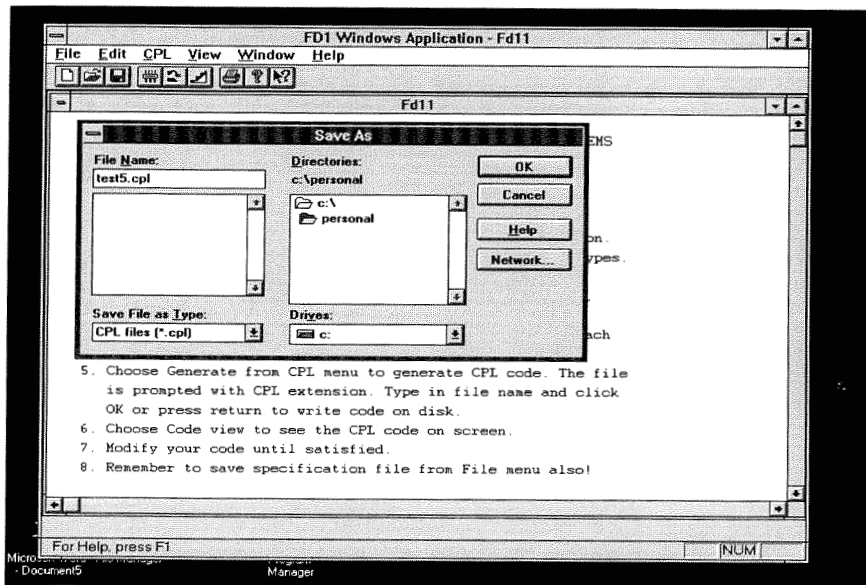 FD1 Windows Application - Fd11
File Edit CPL View Window Help
Fd11
EMS
Save As
File Name:
test5.cpl
Directories:
c:\personal
c:\
personal
OK
Cancel
Help
Network...
on.
ypes.
ach
Save File as Type:
CPL files (*.cpl)
Drives:
c:
5. Choose Generate from CPL menu to generate CPL code. The file
is prompted with CPL extension. Type in file name and click
OK or press return to write code on disk.
6. Choose Code view to see the CPL code on screen.
7. Modify your code until satisfied.
8. Remember to save specification file from File menu also!
For Help, press F1
NUM
- Document5
Manager